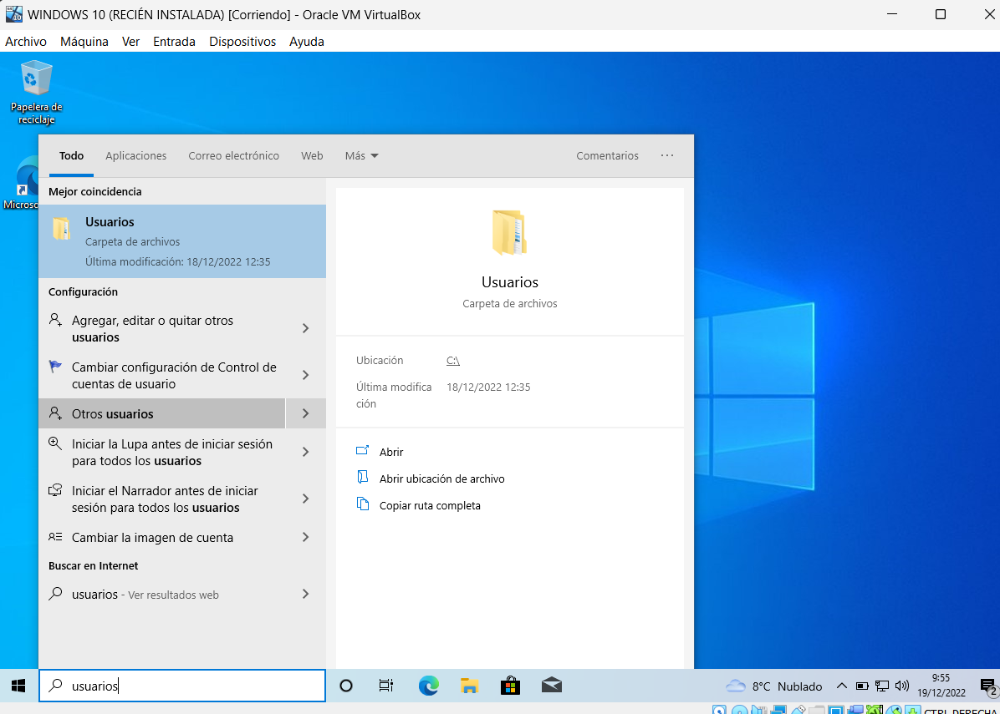 WINDOWS 10 (RECIÉN INSTALADA) [Corriendo] - Oracle VM VirtualBox
Archivo Máquina Ver Entrada Dispositivos Ayuda
Papelera de
reciclaje
Todo Aplicaciones Correo electrónico Web Más Comentarios ...
Mejor coincidencia
Usuarios
Carpeta de archivos
Última modificación: 18/12/2022 12:35
Configuración
Agregar, editar o quitar otros
usuarios
Cambiar configuración de Control de
cuentas de usuario
Otros usuarios
Iniciar la Lupa antes de iniciar sesión
para todos los usuarios
Iniciar el Narrador antes de iniciar
sesión para todos los usuarios
Cambiar la imagen de cuenta
Buscar en Internet
usuarios - Ver resultados web
Usuarios
Carpeta de archivos
Ubicación C:\
Última modifica 18/12/2022 12:35
ción
Abrir
Abrir ubicación de archivo
Copiar ruta completa
Microso
usuarios
8°C Nublado
9:55
19/12/2022
2
CTRL DERECHA